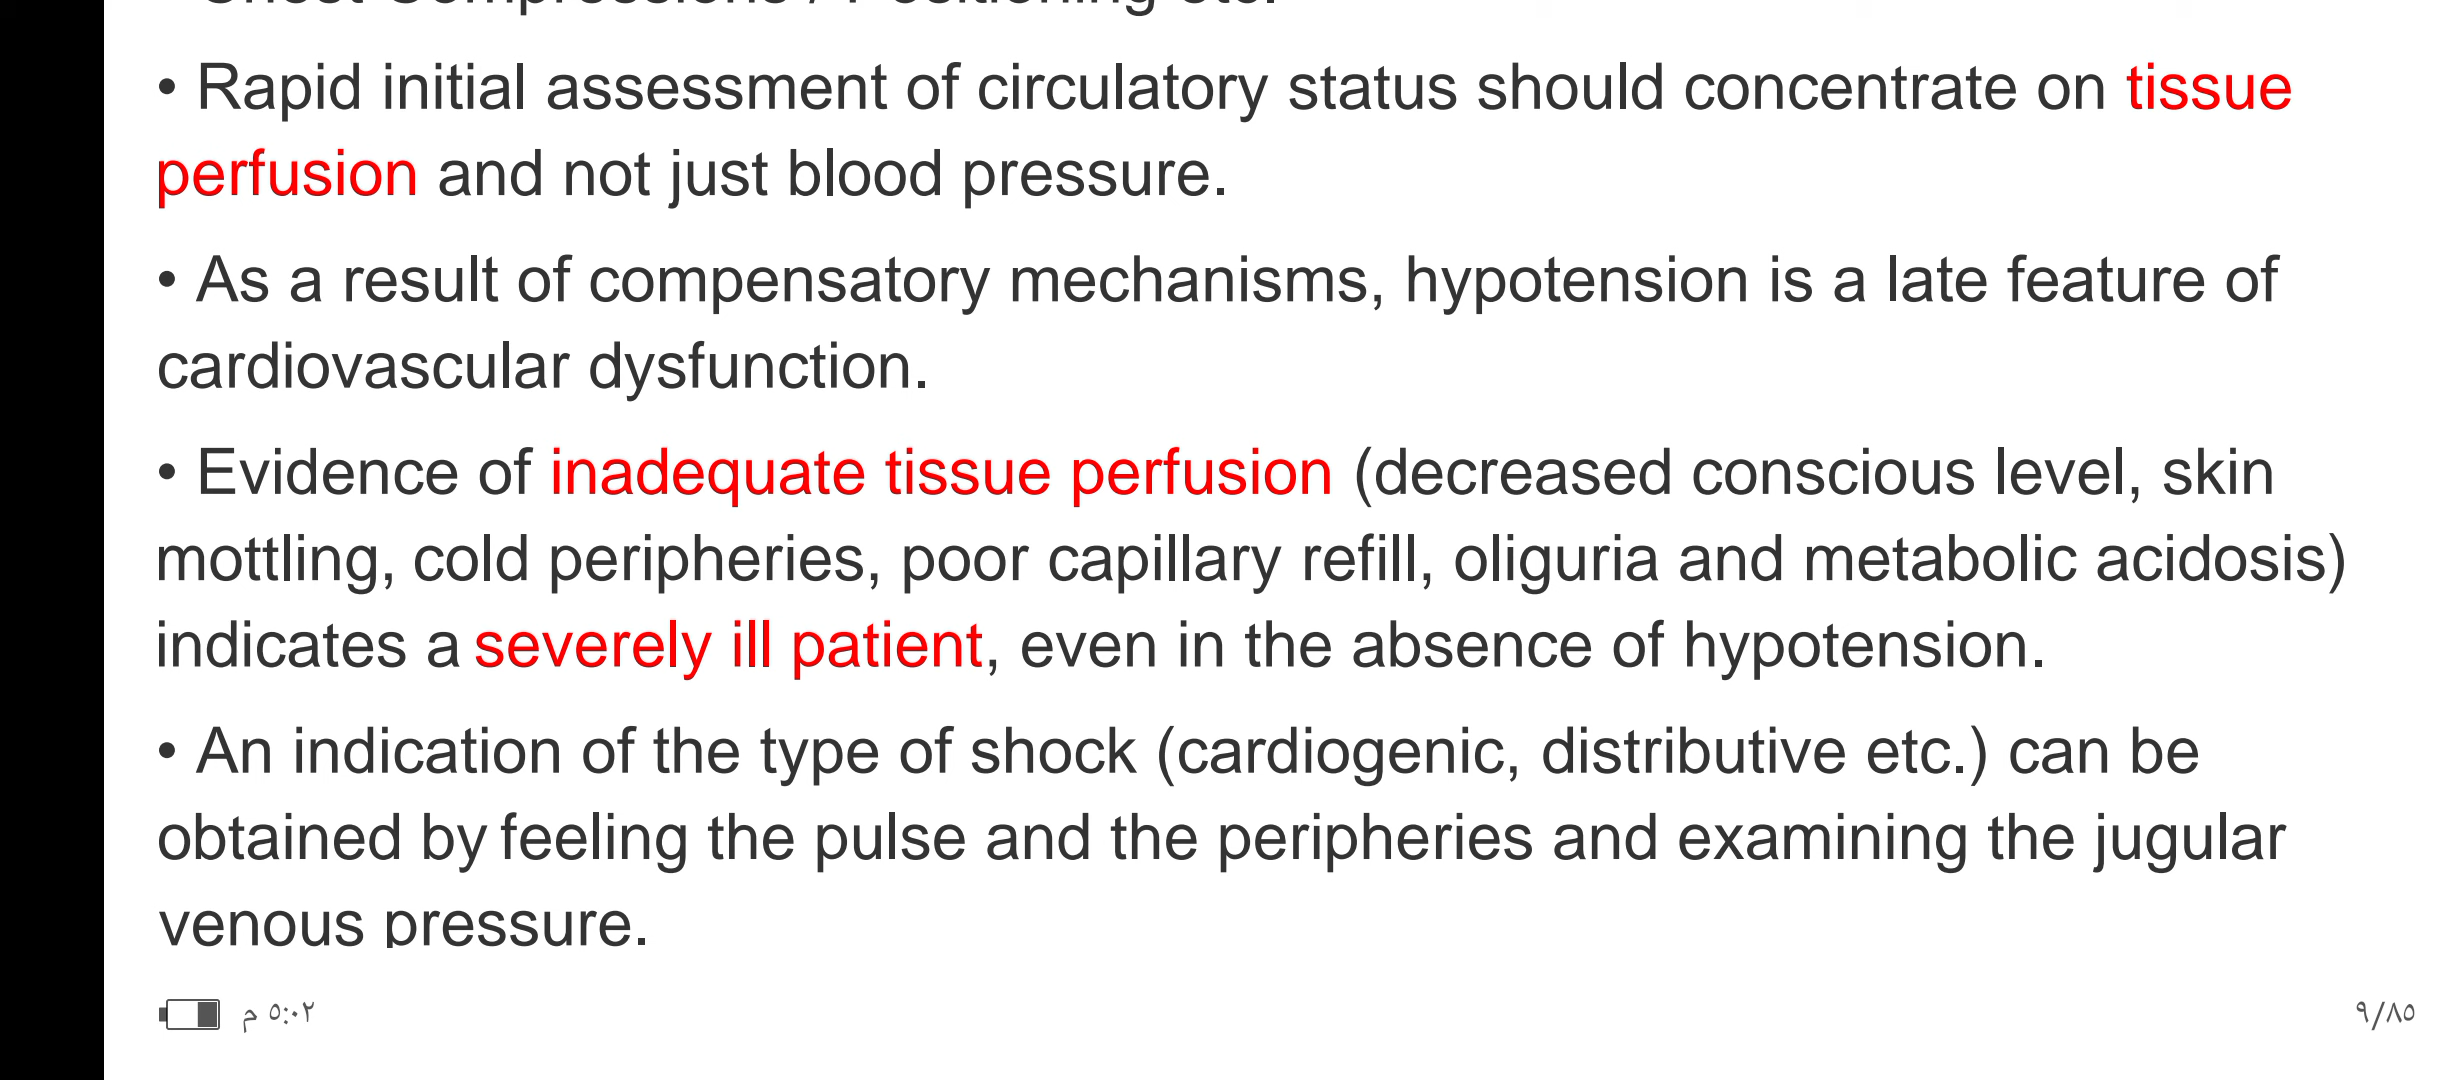 Chest Compressions / Positioning etc.
• Rapid initial assessment of circulatory status should concentrate on tissue
perfusion and not just blood pressure.
• As a result of compensatory mechanisms, hypotension is a late feature of
cardiovascular dysfunction.
• Evidence of inadequate tissue perfusion (decreased conscious level, skin
mottling, cold peripheries, poor capillary refill, oliguria and metabolic acidosis)
indicates a severely ill patient, even in the absence of hypotension.
• An indication of the type of shock (cardiogenic, distributive etc.) can be
obtained by feeling the pulse and the peripheries and examining the jugular
venous pressure.
٥:٠٢ م
٩/٨٥